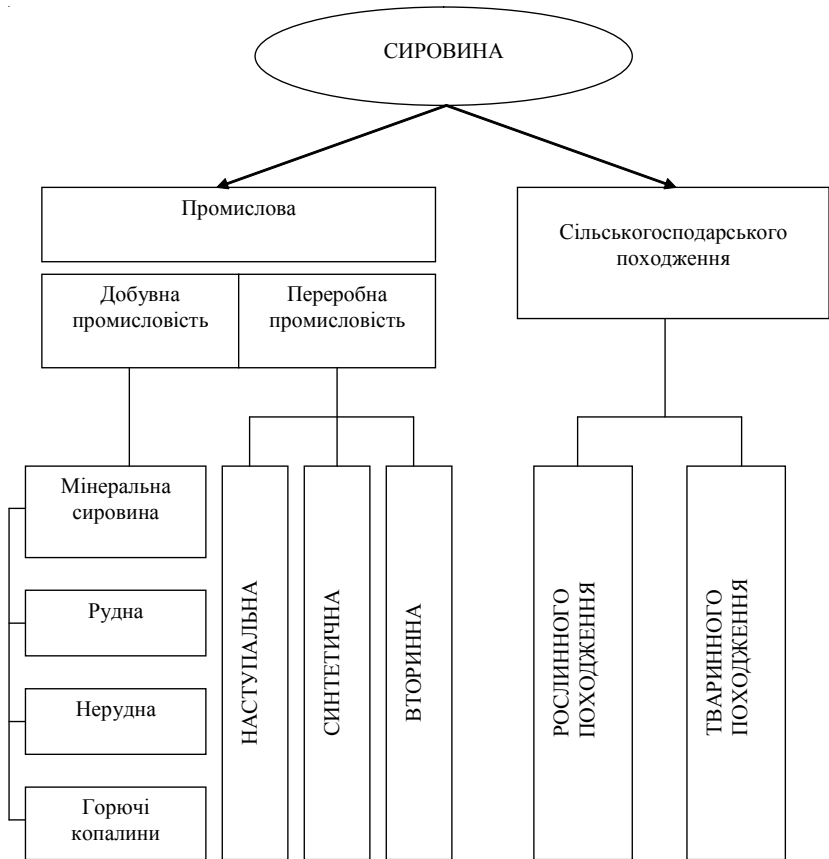 СИРОВИНА
Промислова
Сільськогосподарського
походження
Добувна
промисловість
Переробна
промисловість
Мінеральна
сировина
Рудна
Нерудна
Горючі
копалини
НАСТУПАЛЬНА
СИНТЕТИЧНА
ВТОРИННА
РОСЛИННОГО
ПОХОДЖЕННЯ
ТВАРИННОГО
ПОХОДЖЕННЯ